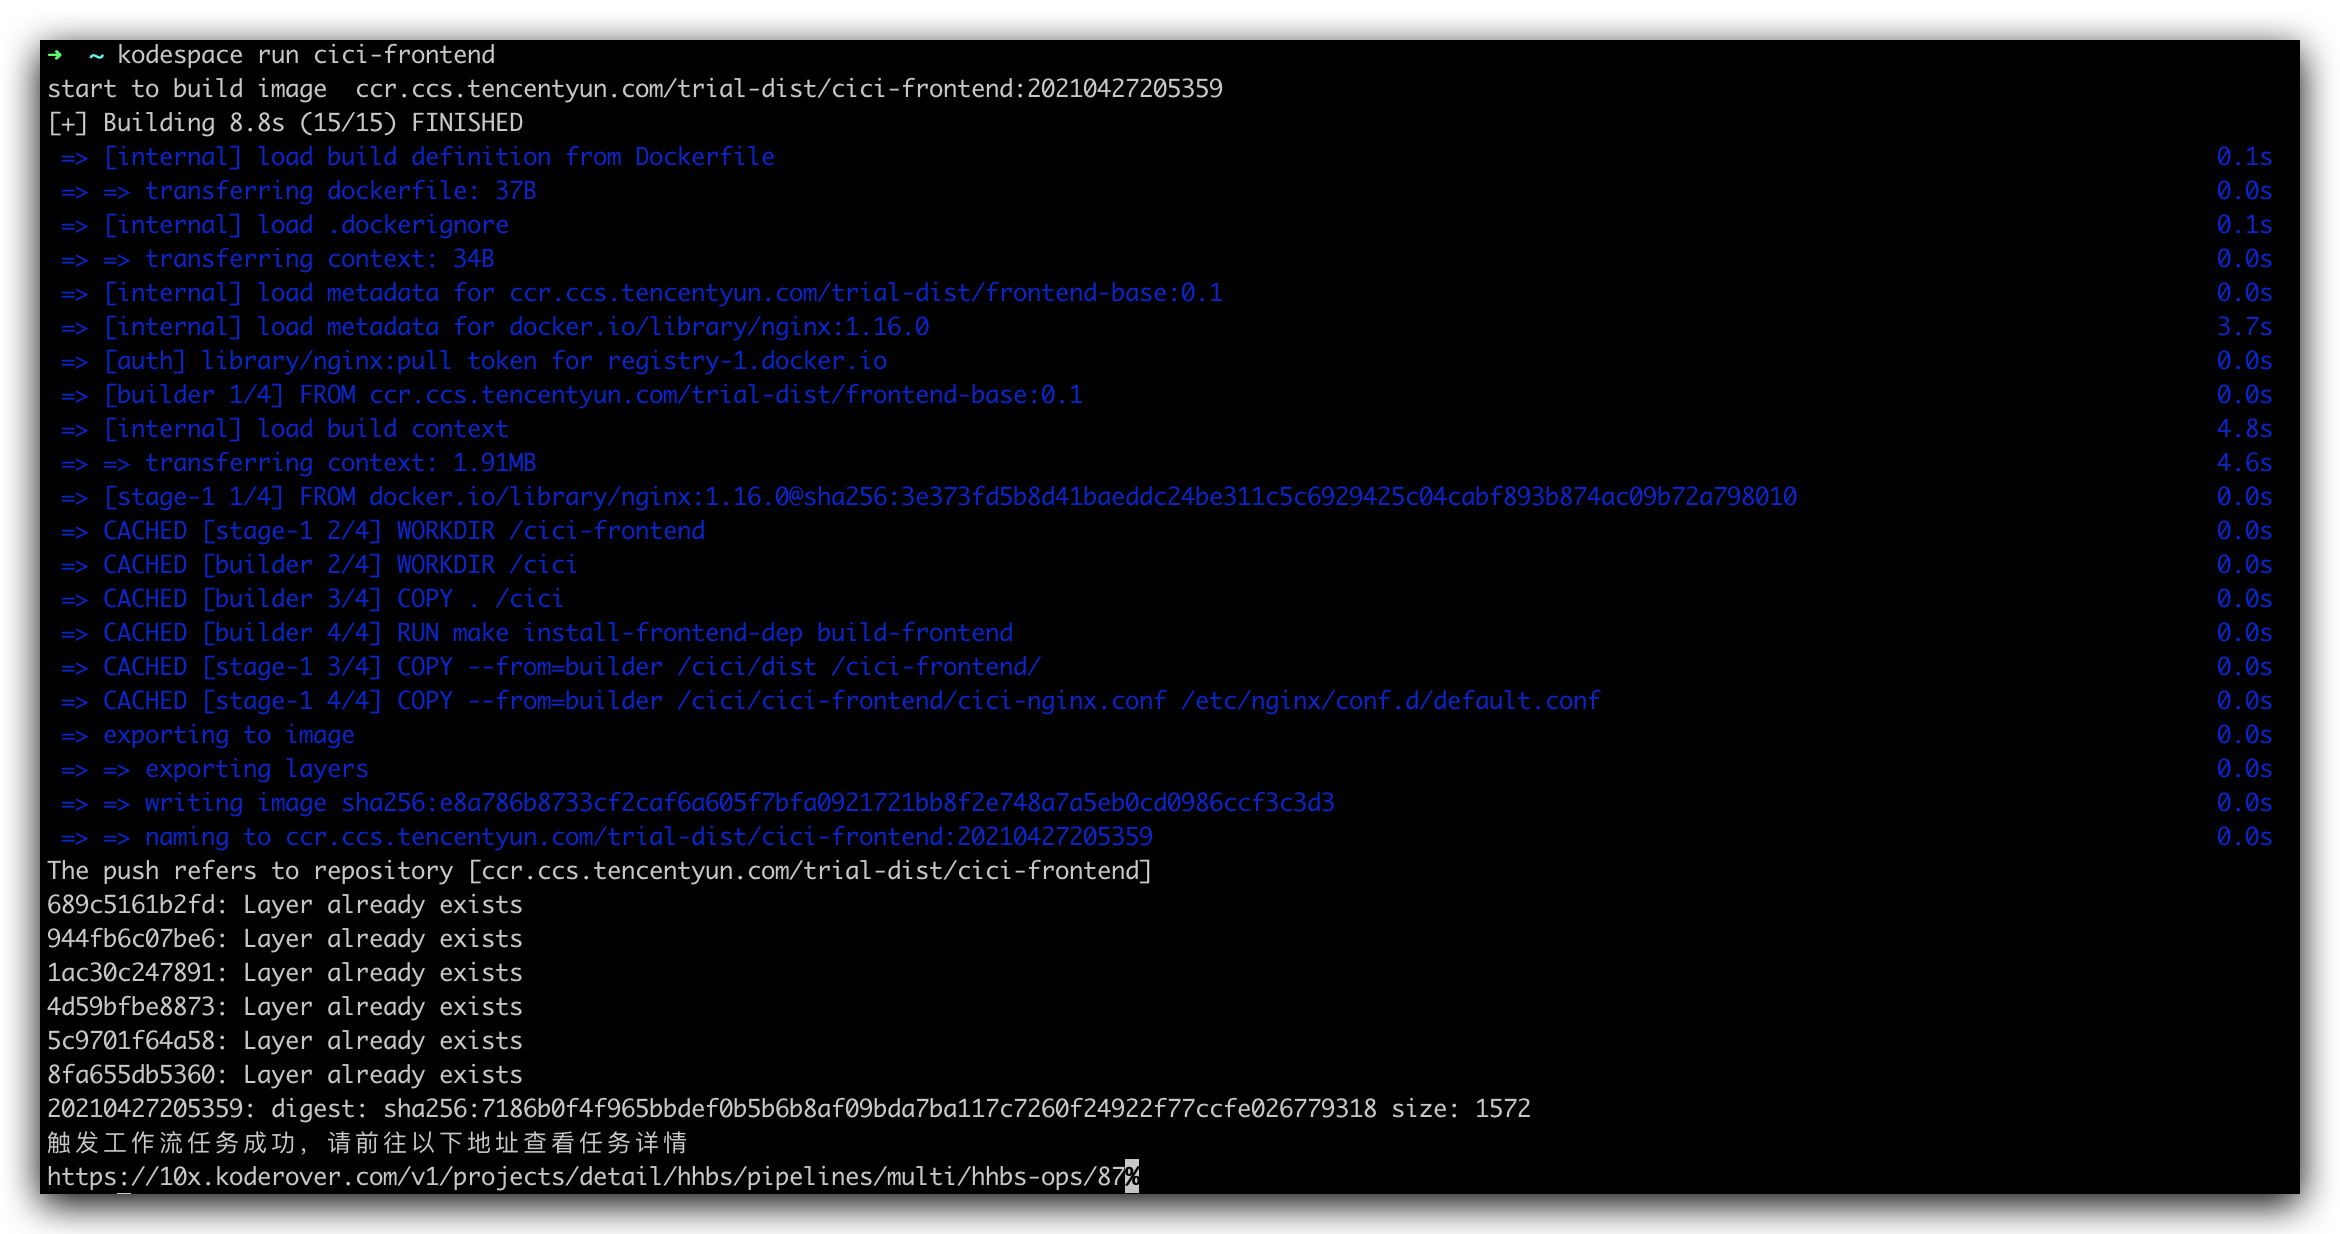 ➜  ~ kodespace run cici-frontend
start to build image  ccr.ccs.tencentyun.com/trial-dist/cici-frontend:20210427205359
[+] Building 8.8s (15/15) FINISHED
 => [internal] load build definition from Dockerfile 0.1s
 => => transferring dockerfile: 37B 0.0s
 => [internal] load .dockerignore 0.1s
 => => transferring context: 34B 0.0s
 => [internal] load metadata for ccr.ccs.tencentyun.com/trial-dist/frontend-base:0.1 0.0s
 => [internal] load metadata for docker.io/library/nginx:1.16.0 3.7s
 => [auth] library/nginx:pull token for registry-1.docker.io 0.0s
 => [builder 1/4] FROM ccr.ccs.tencentyun.com/trial-dist/frontend-base:0.1 0.0s
 => [internal] load build context 4.8s
 => => transferring context: 1.91MB 4.6s
 => [stage-1 1/4] FROM docker.io/library/nginx:1.16.0@sha256:3e373fd5b8d41baeddc24be311c5c6929425c04cabf893b874ac09b72a798010 0.0s
 => CACHED [stage-1 2/4] WORKDIR /cici-frontend 0.0s
 => CACHED [builder 2/4] WORKDIR /cici 0.0s
 => CACHED [builder 3/4] COPY . /cici 0.0s
 => CACHED [builder 4/4] RUN make install-frontend-dep build-frontend 0.0s
 => CACHED [stage-1 3/4] COPY --from=builder /cici/dist /cici-frontend/ 0.0s
 => CACHED [stage-1 4/4] COPY --from=builder /cici/cici-frontend/cici-nginx.conf /etc/nginx/conf.d/default.conf 0.0s
 => exporting to image 0.0s
 => => exporting layers 0.0s
 => => writing image sha256:e8a786b8733cf2caf6a605f7bfa0921721bb8f2e748a7a5eb0cd0986ccf3c3d3 0.0s
 => => naming to ccr.ccs.tencentyun.com/trial-dist/cici-frontend:20210427205359 0.0s
The push refers to repository [ccr.ccs.tencentyun.com/trial-dist/cici-frontend]
689c5161b2fd: Layer already exists
944fb6c07be6: Layer already exists
1ac30c247891: Layer already exists
4d59bfbe8873: Layer already exists
5c9701f64a58: Layer already exists
8fa655db5360: Layer already exists
20210427205359: digest: sha256:7186b0f4f965bbdef0b5b6b8af09bda7ba117c7260f24922f77ccfe026779318 size: 1572
触发工作流任务成功，请前往以下地址查看任务详情
https://10x.koderover.com/v1/projects/detail/hhbs/pipelines/multi/hhbs-ops/87%